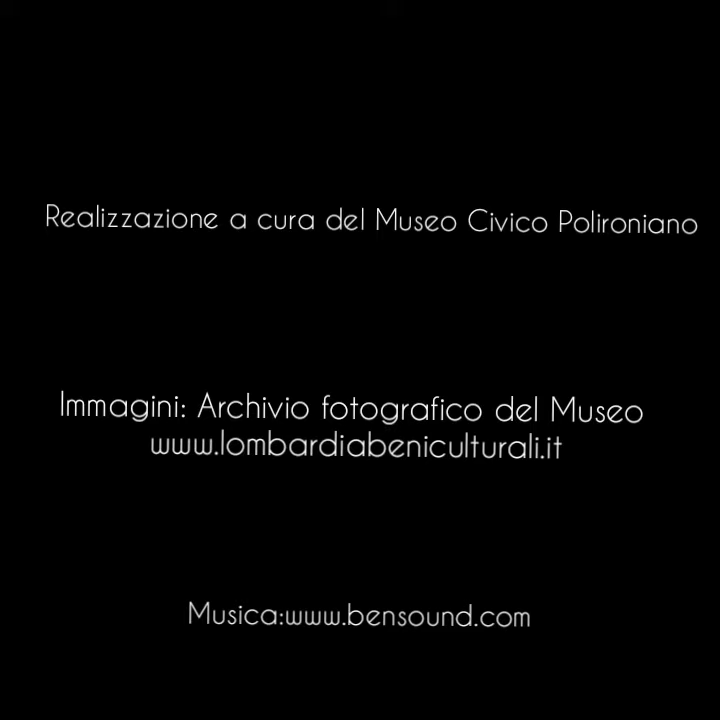 Realizzazione a cura del Museo Civico Polironiano
Immagini: Archivio fotografico del Museo
www.lombardiabeniculturali.it
Musica:www.bensound.com